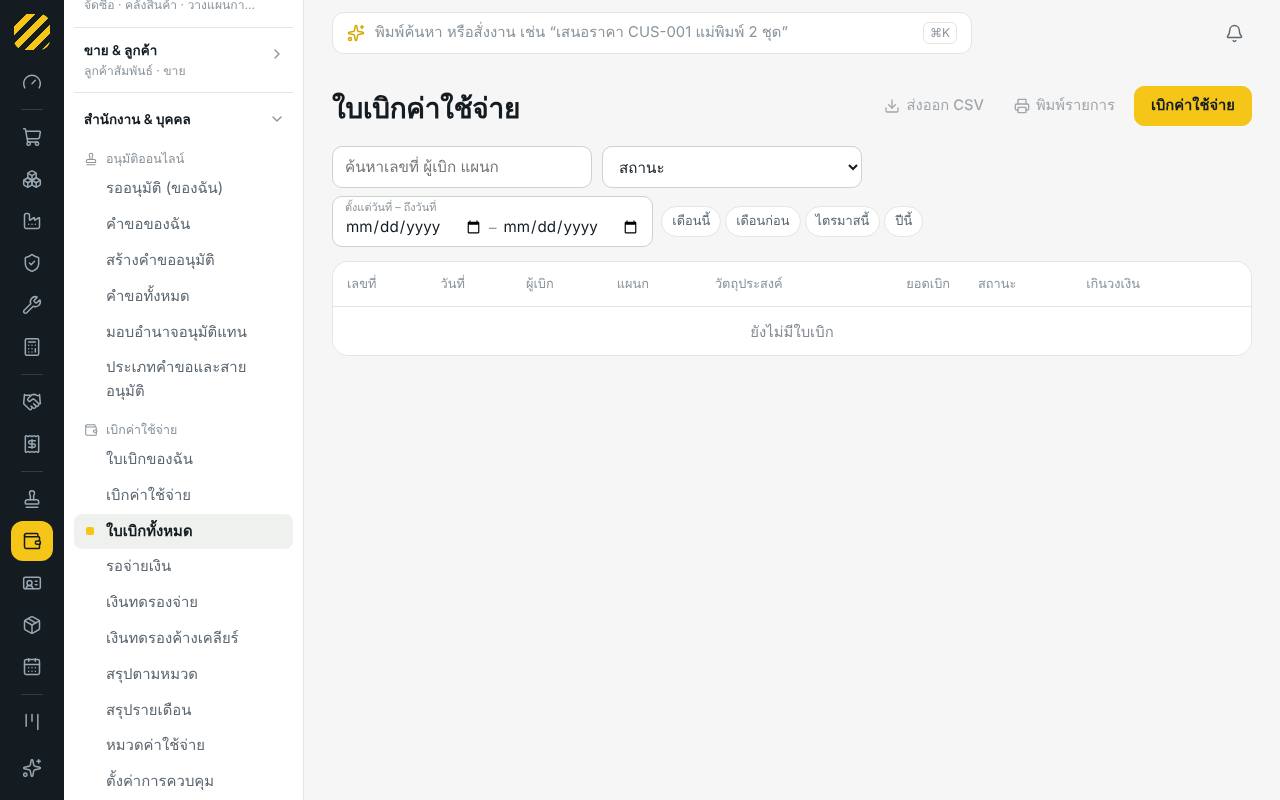 จัดซื้อ · คลังสินค้า · วางแผนกา…
ขาย & ลูกค้า
ลูกค้าสัมพันธ์ · ขาย
สำนักงาน & บุคคล
อนุมัติออนไลน์
รออนุมัติ (ของฉัน)
คำขอของฉัน
สร้างคำขออนุมัติ
คำขอทั้งหมด
มอบอำนาจอนุมัติแทน
ประเภทคำขอและสาย
อนุมัติ
เบิกค่าใช้จ่าย
ใบเบิกของฉัน
เบิกค่าใช้จ่าย
ใบเบิกทั้งหมด
รอจ่ายเงิน
เงินทดรองจ่าย
เงินทดรองค้างเคลียร์
สรุปตามหมวด
สรุปรายเดือน
หมวดค่าใช้จ่าย
ตั้งค่าการควบคุม
พิมพ์ค้นหา หรือสั่งงาน เช่น “เสนอราคา CUS-001 แม่พิมพ์ 2 ชุด” ⌘K
ใบเบิกค่าใช้จ่าย
ส่งออก CSV พิมพ์รายการ เบิกค่าใช้จ่าย
ค้นหาเลขที่ ผู้เบิก แผนก สถานะ
ตั้งแต่วันที่ – ถึงวันที่
mm/dd/yyyy – mm/dd/yyyy เดือนนี้ เดือนก่อน ไตรมาสนี้ ปีนี้
เลขที่ วันที่ ผู้เบิก แผนก วัตถุประสงค์ ยอดเบิก สถานะ เกินวงเงิน
ยังไม่มีใบเบิก